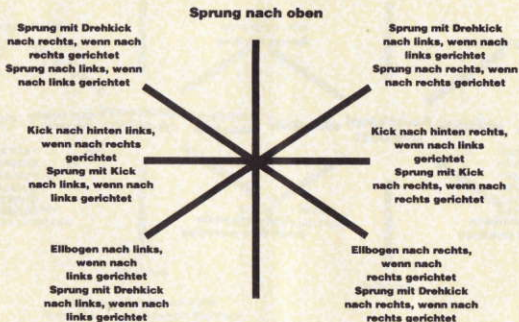 Sprung nach oben
Sprung mit Drehkick
nach rechts, wenn nach
rechts gerichtet
Sprung nach links, wenn
nach links gerichtet
Sprung mit Drehkick
nach links, wenn nach
links gerichtet
Sprung nach rechts, wenn
nach rechts gerichtet
Kick nach hinten links,
wenn nach rechts
gerichtet
Sprung mit Kick
nach links, wenn nach
links gerichtet
Kick nach hinten rechts,
wenn nach links
gerichtet
Sprung mit Kick
nach rechts, wenn nach
rechts gerichtet
Ellbogen nach links,
wenn nach
links gerichtet
Sprung mit Drehkick
nach links, wenn nach
links gerichtet
Ellbogen nach rechts,
wenn nach
rechts gerichtet
Sprung mit Drehkick
nach rechts, wenn nach
rechts gerichtet